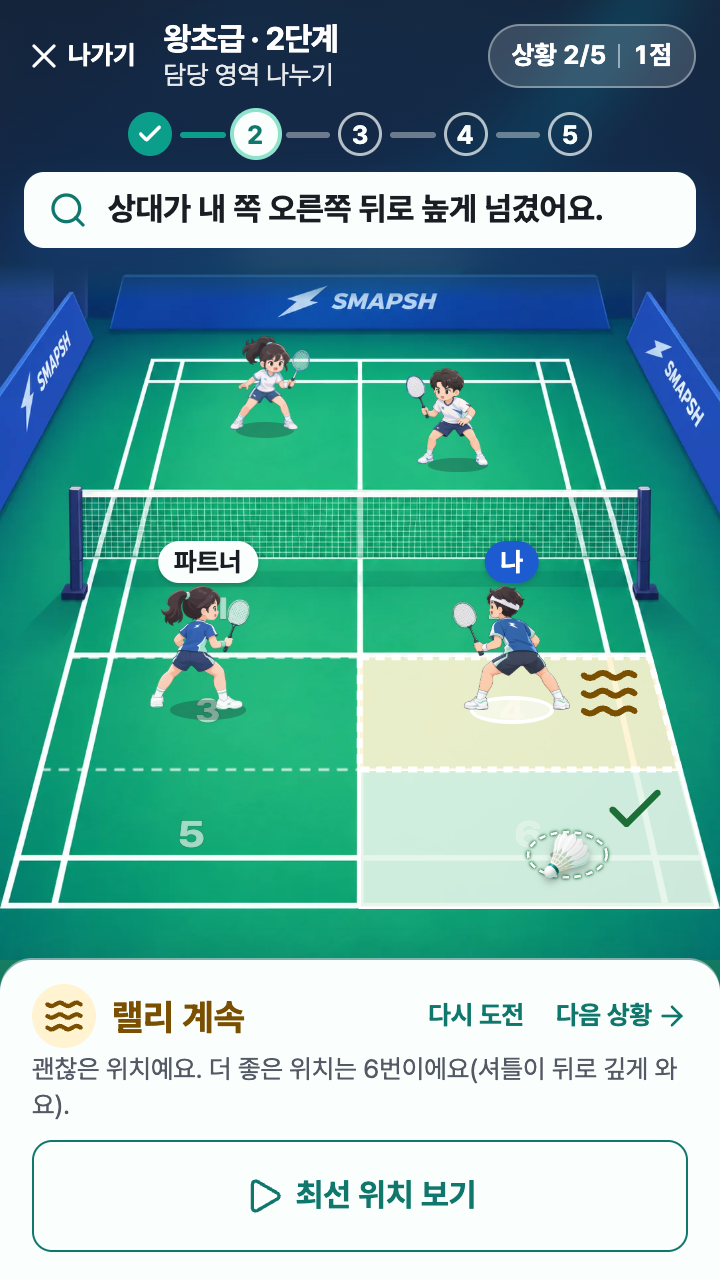 나가기
왕초급 · 2단계
담당 영역 나누기
상황 2/5 | 1점
2
3
4
5
상대가 내 쪽 오른쪽 뒤로 높게 넘겼어요.
SMAPSH
SMAPSH
SMAPSH
파트너
나
1
3
4
5
6
랠리 계속
다시 도전
다음 상황 →
괜찮은 위치예요. 더 좋은 위치는 6번이에요(셔틀이 뒤로 깊게 와
요).
최선 위치 보기